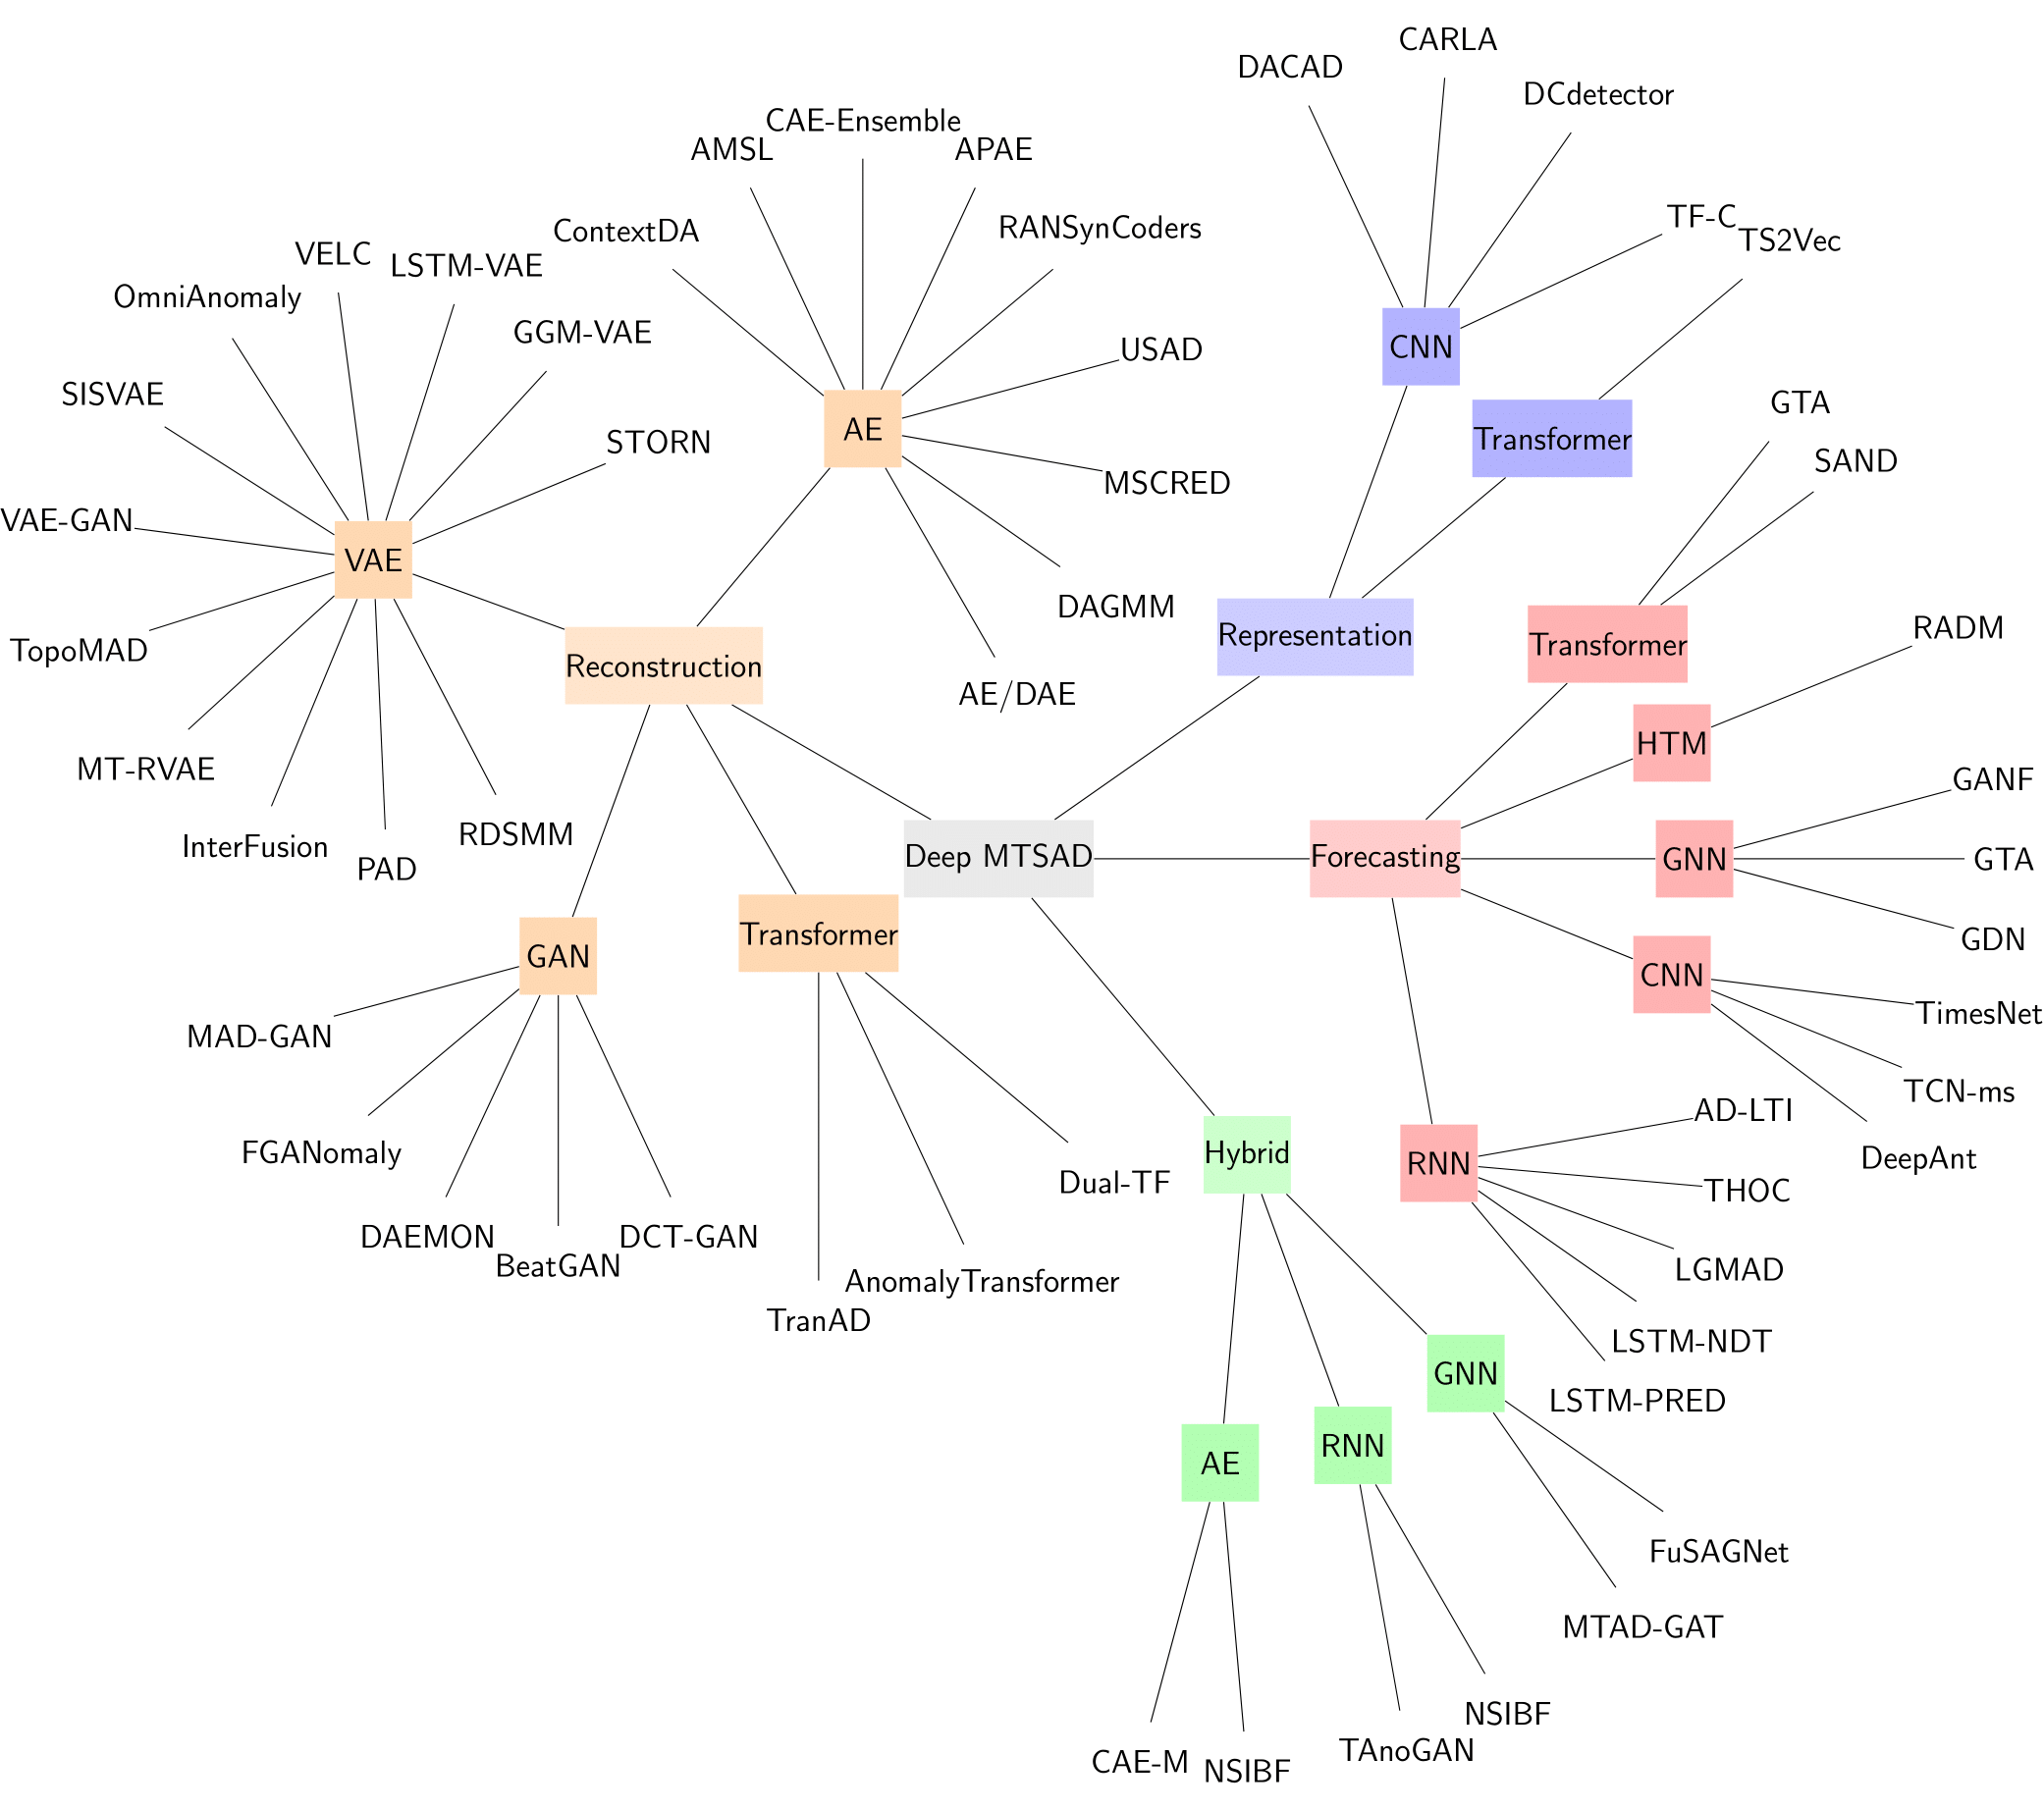 CARLA
DACAD
DCdetector
CAE-Ensemble
AMSL
APAE
TF-C
ContextDA
RANSynCoders
TS2Vec
VELC
LSTM-VAE
OmniAnomaly
GGM-VAE
CNN
USAD
SISVAE
GTA
AE
Transformer
STORN
SAND
MSCRED
VAE-GAN
VAE
DAGMM
RADM
Representation
Transformer
TopoMAD
Reconstruction
AE/DAE
HTM
MT-RVAE
GANF
RDSMM
InterFusion
PAD
Deep MTSAD
Forecasting
GNN
GTA
Transformer
GDN
GAN
CNN
TimesNet
MAD-GAN
TCN-ms
AD-LTI
FGANomaly
Hybrid
RNN
DeepAnt
Dual-TF
THOC
DAEMON
DCT-GAN
BeatGAN
LGMAD
AnomalyTransformer
TranAD
LSTM-NDT
GNN
LSTM-PRED
RNN
AE
FuSAGNet
MTAD-GAT
NSIBF
TAnoGAN
CAE-M
NSIBF